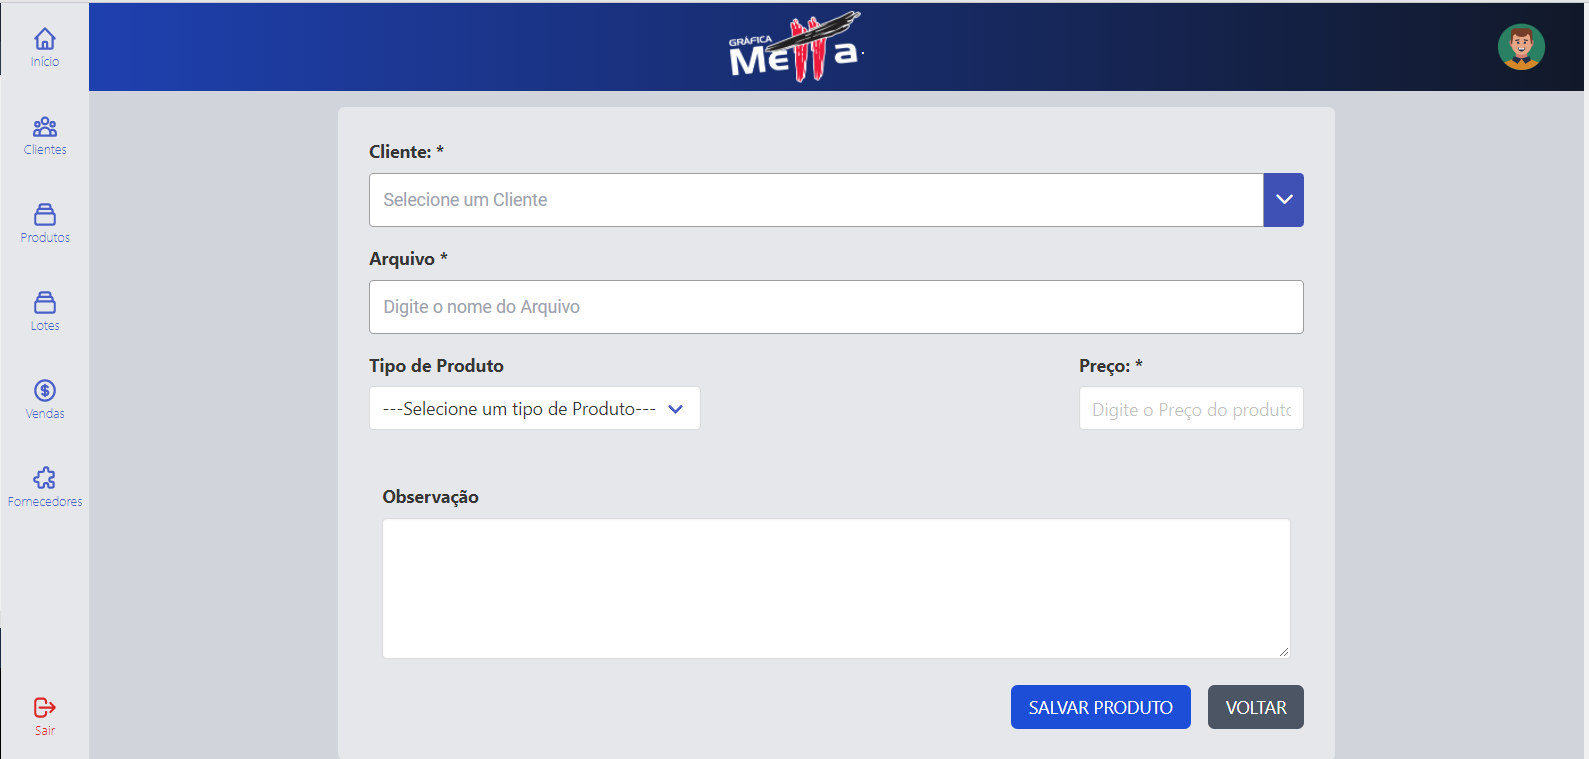 GRÁFICA
Metta.
Início
Clientes
Produtos
Lotes
Vendas
Fornecedores
Sair
Cliente: *
Selecione um Cliente
Arquivo *
Digite o nome do Arquivo
Tipo de Produto
---Selecione um tipo de Produto---
Preço: *
Digite o Preço do produto
Observação
SALVAR PRODUTO
VOLTAR